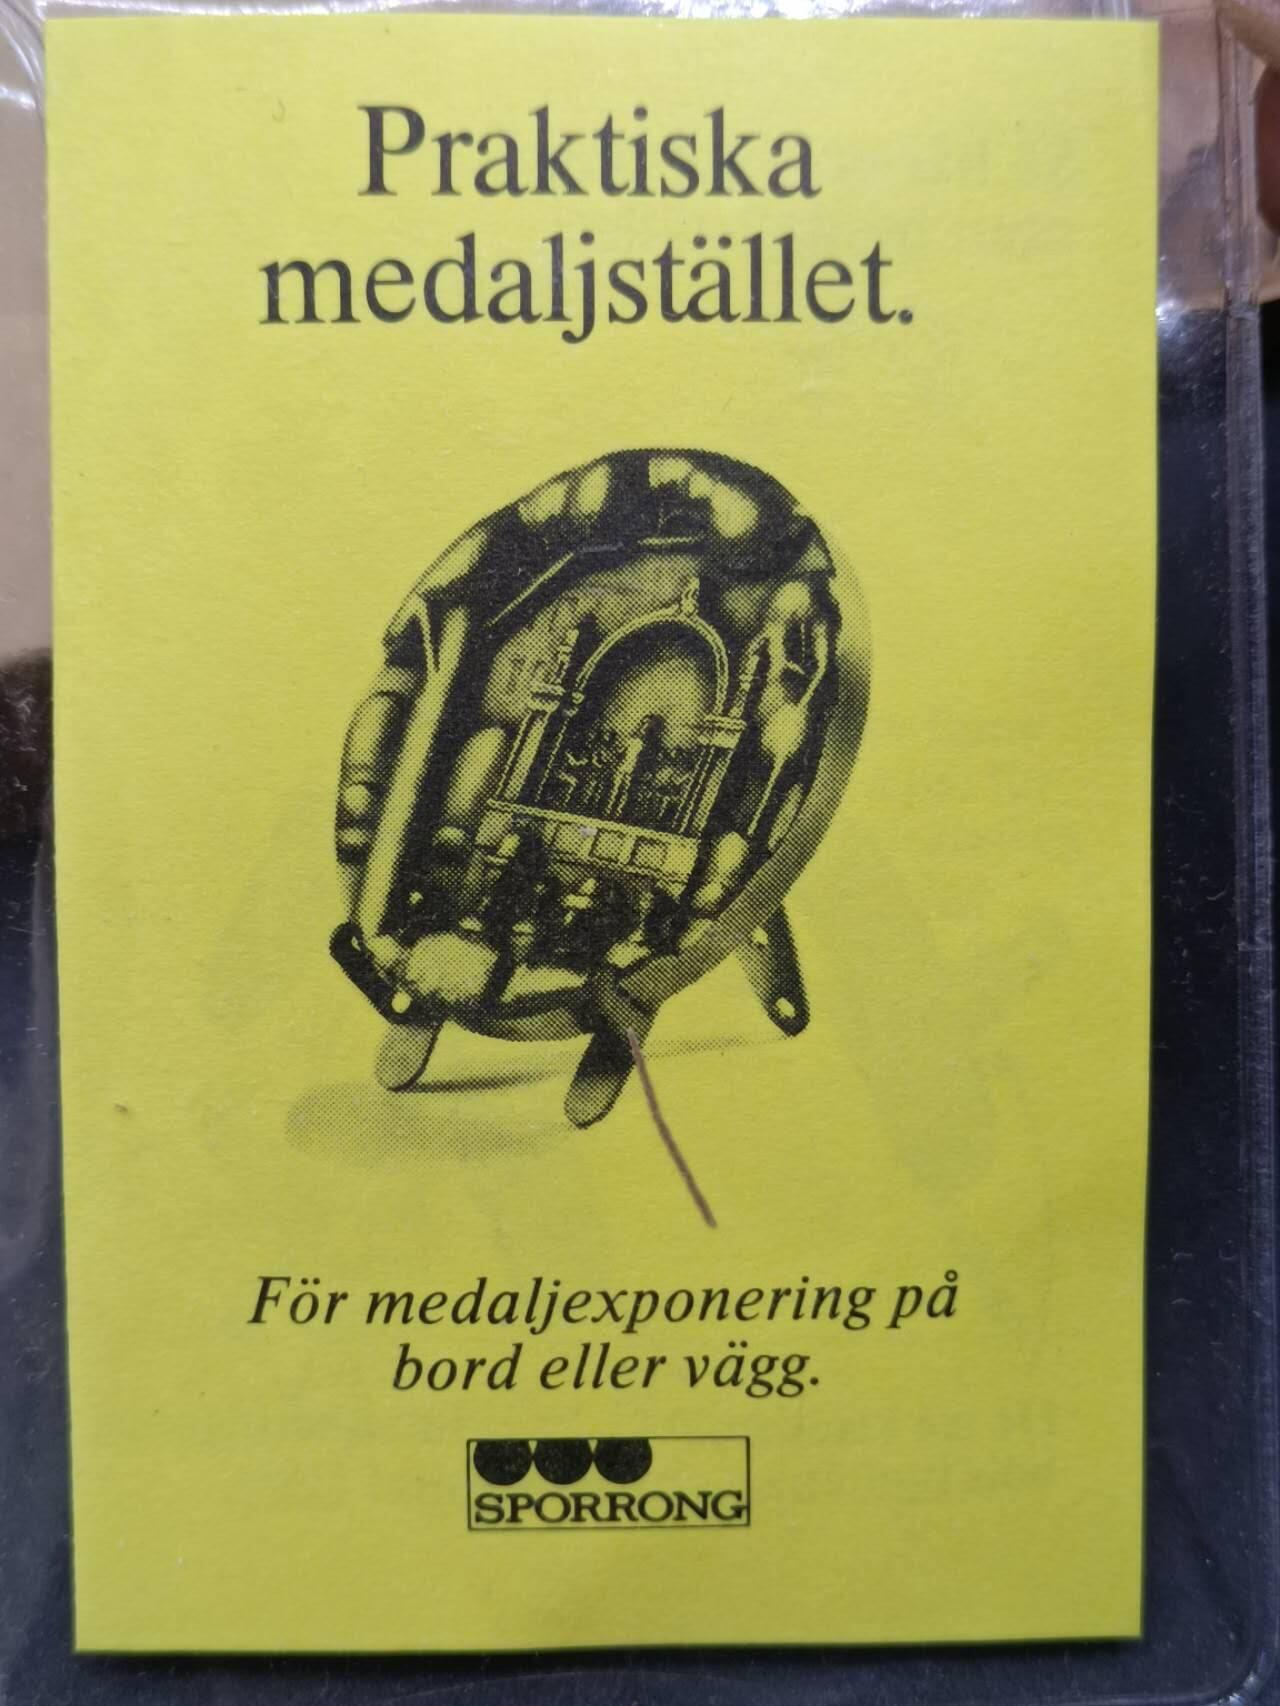 Praktiska
medaljstället.
För medaljexponering på
bord eller vägg.
SPORRONG